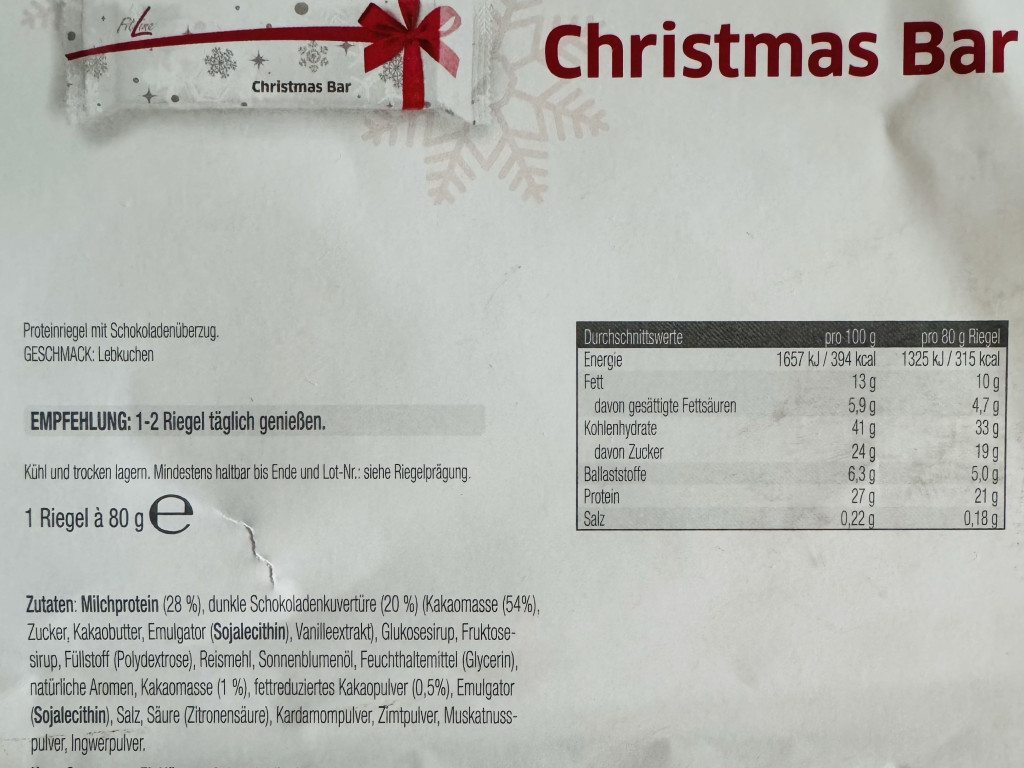 FitLine
Christmas Bar
Christmas Bar
Proteinriegel mit Schokoladenüberzug.
GESCHMACK: Lebkuchen
EMPFEHLUNG: 1-2 Riegel täglich genießen.
Kühl und trocken lagern. Mindestens haltbar bis Ende und Lot-Nr.: siehe Riegelprägung.
1 Riegel à 80 g ℮
Durchschnittswerte pro 100 g pro 80 g Riegel
Energie 1657 kJ / 394 kcal 1325 kJ / 315 kcal
Fett 13 g 10 g
davon gesättigte Fettsäuren 5,9 g 4,7 g
Kohlenhydrate 41 g 33 g
davon Zucker 24 g 19 g
Ballaststoffe 6,3 g 5,0 g
Protein 27 g 21 g
Salz 0,22 g 0,18 g
Zutaten: Milchprotein (28 %), dunkle Schokoladenkuvertüre (20 %) (Kakaomasse (54%),
Zucker, Kakaobutter, Emulgator (Sojalecithin), Vanilleextrakt), Glukosesirup, Fruktose-
sirup, Füllstoff (Polydextrose), Reismehl, Sonnenblumenöl, Feuchthaltemittel (Glycerin),
natürliche Aromen, Kakaomasse (1 %), fettreduziertes Kakaopulver (0,5%), Emulgator
(Sojalecithin), Salz, Säure (Zitronensäure), Kardamompulver, Zimtpulver, Muskatnuss-
pulver, Ingwerpulver.